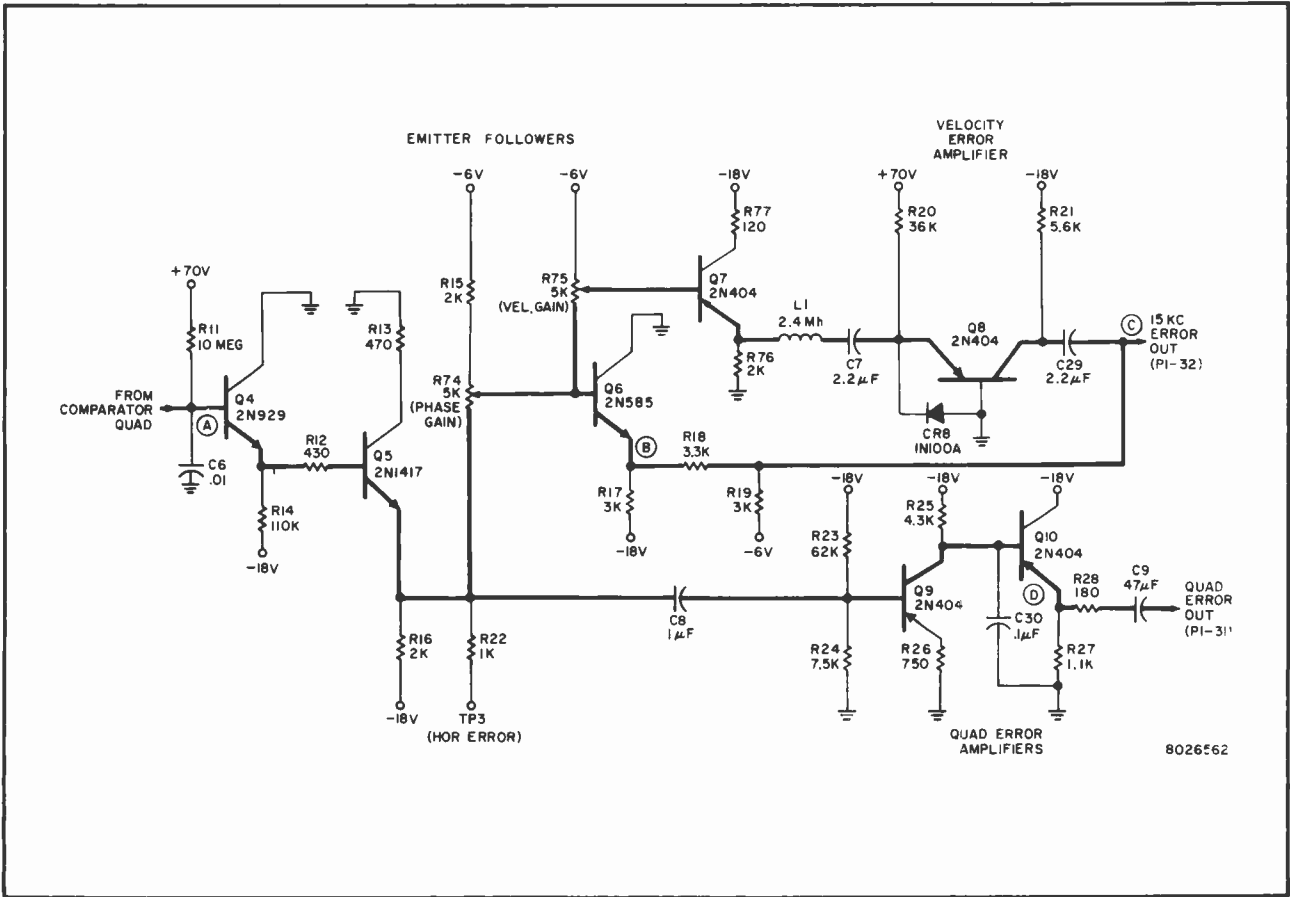 EMITTER FOLLOWERS
VELOCITY
ERROR
AMPLIFIER
-6V
-6V
-18V
+70V
-18V
R77
120
R20
36K
R21
5.6K
+70V
R15
2K
R75
5K
(VEL, GAIN)
Q7
2N404
R11
10 MEG
R13
470
L1
2.4 Mh
Q8
2N404
C
15 KC
ERROR
OUT
(P1-32)
R74
5K
(PHASE
GAIN)
R76
2K
C7
2.2µF
C29
2.2µF
FROM
COMPARATOR
QUAD
A
Q4
2N929
Q6
2N585
CR8
1N100A
R12
430
Q5
2N1417
B
R18
3.3K
C6
.01
R17
3K
R19
3K
-18V
-18V
-18V
R14
110K
R25
4.3K
R23
62K
Q10
2N404
-18V
-18V
-6V
C9
47µF
Q9
2N404
D
R28
180
QUAD
ERROR
OUT
(P1-31)
C8
1µF
C30
.1µF
R16
2K
R22
1K
R24
7.5K
R26
750
R27
1.1K
-18V
TP3
(HOR ERROR)
QUAD ERROR
AMPLIFIERS
8026562